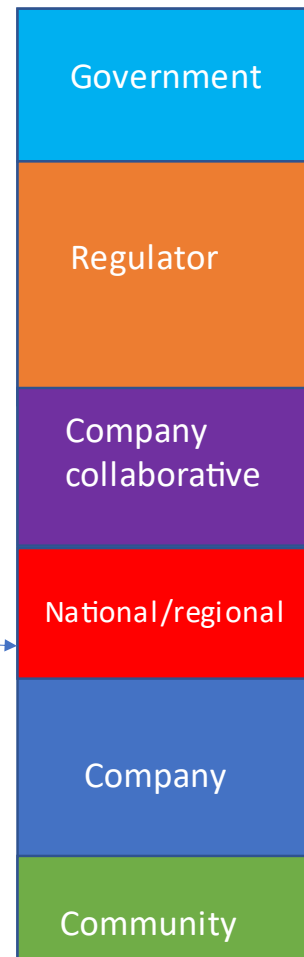 Government
Regulator
Company
collaborative
National/regional
Company
Community